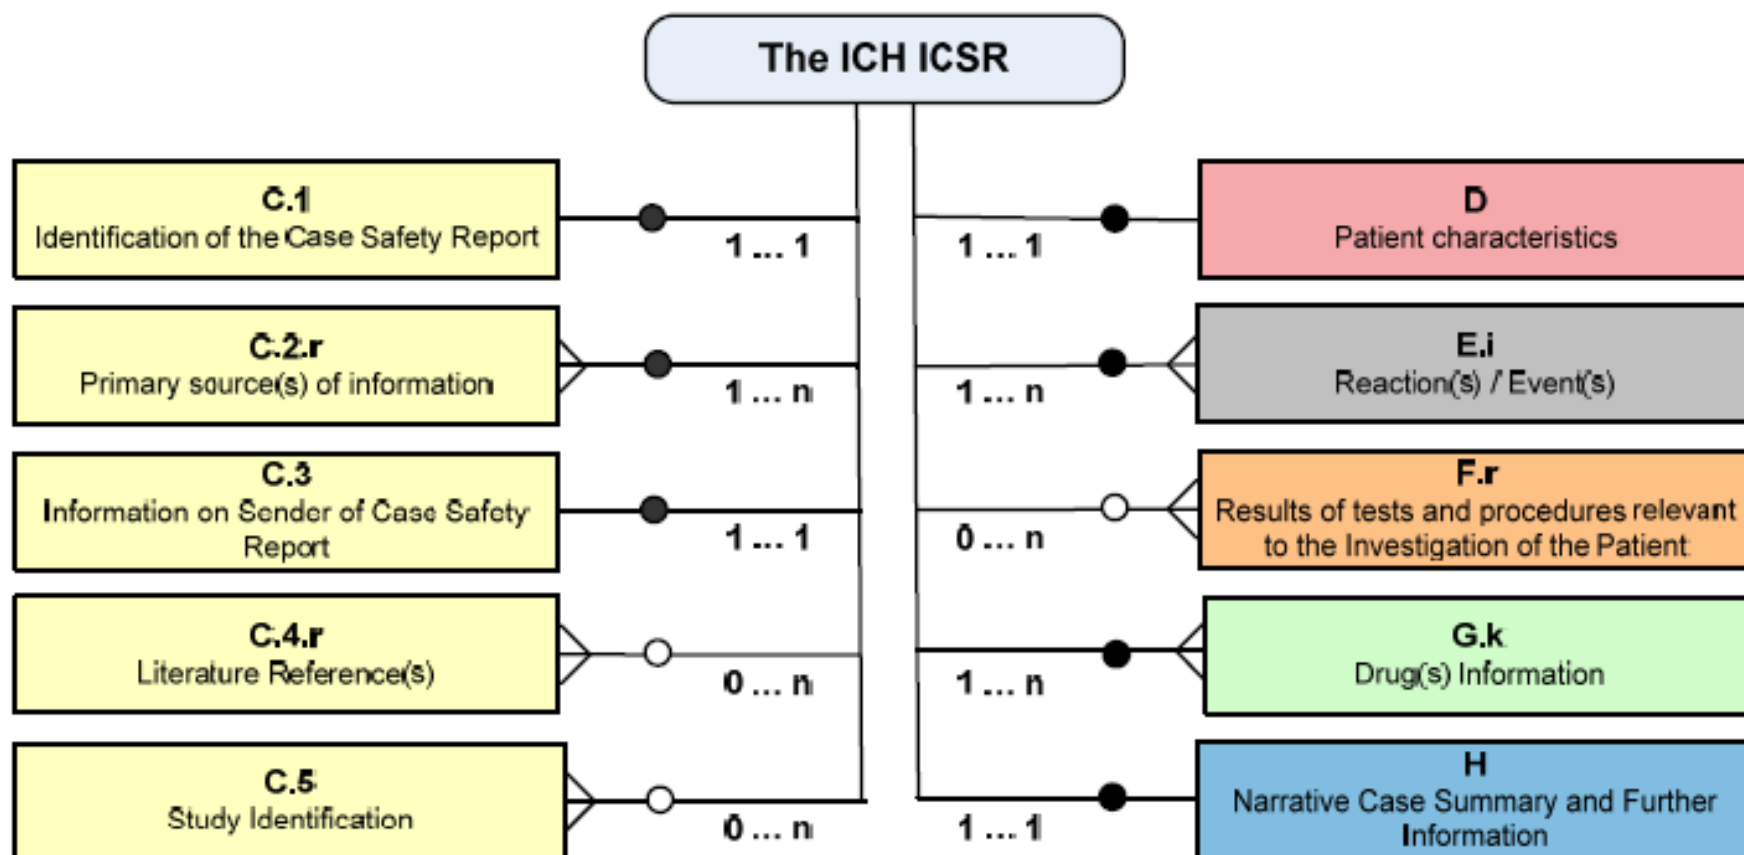 The ICH ICSR
C.1
Identification of the Case Safety Report
1 ... 1
C.2.r
Primary source(s) of information
1 ... n
C.3
Information on Sender of Case Safety
Report
1 ... 1
C.4.r
Literature Reference(s)
0 ... n
C.5
Study Identification
0 ... n
D
Patient characteristics
1 ... 1
E.i
Reaction(s) / Event(s)
1 ... n
F.r
Results of tests and procedures relevant
to the Investigation of the Patient
0 ... n
G.k
Drug(s) Information
1 ... n
H
Narrative Case Summary and Further
Information
1 ... 1